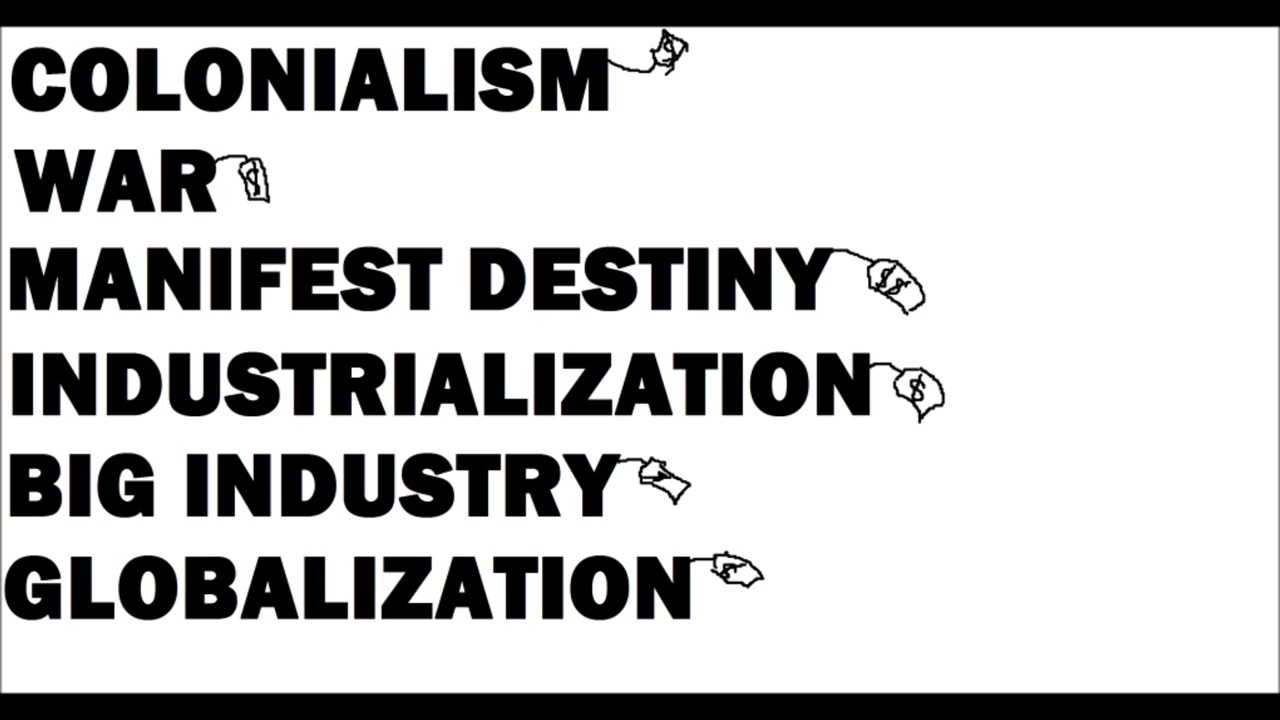 COLONIALISM $
WAR $
MANIFEST DESTINY $$
INDUSTRIALIZATION $
BIG INDUSTRY
GLOBALIZATION $